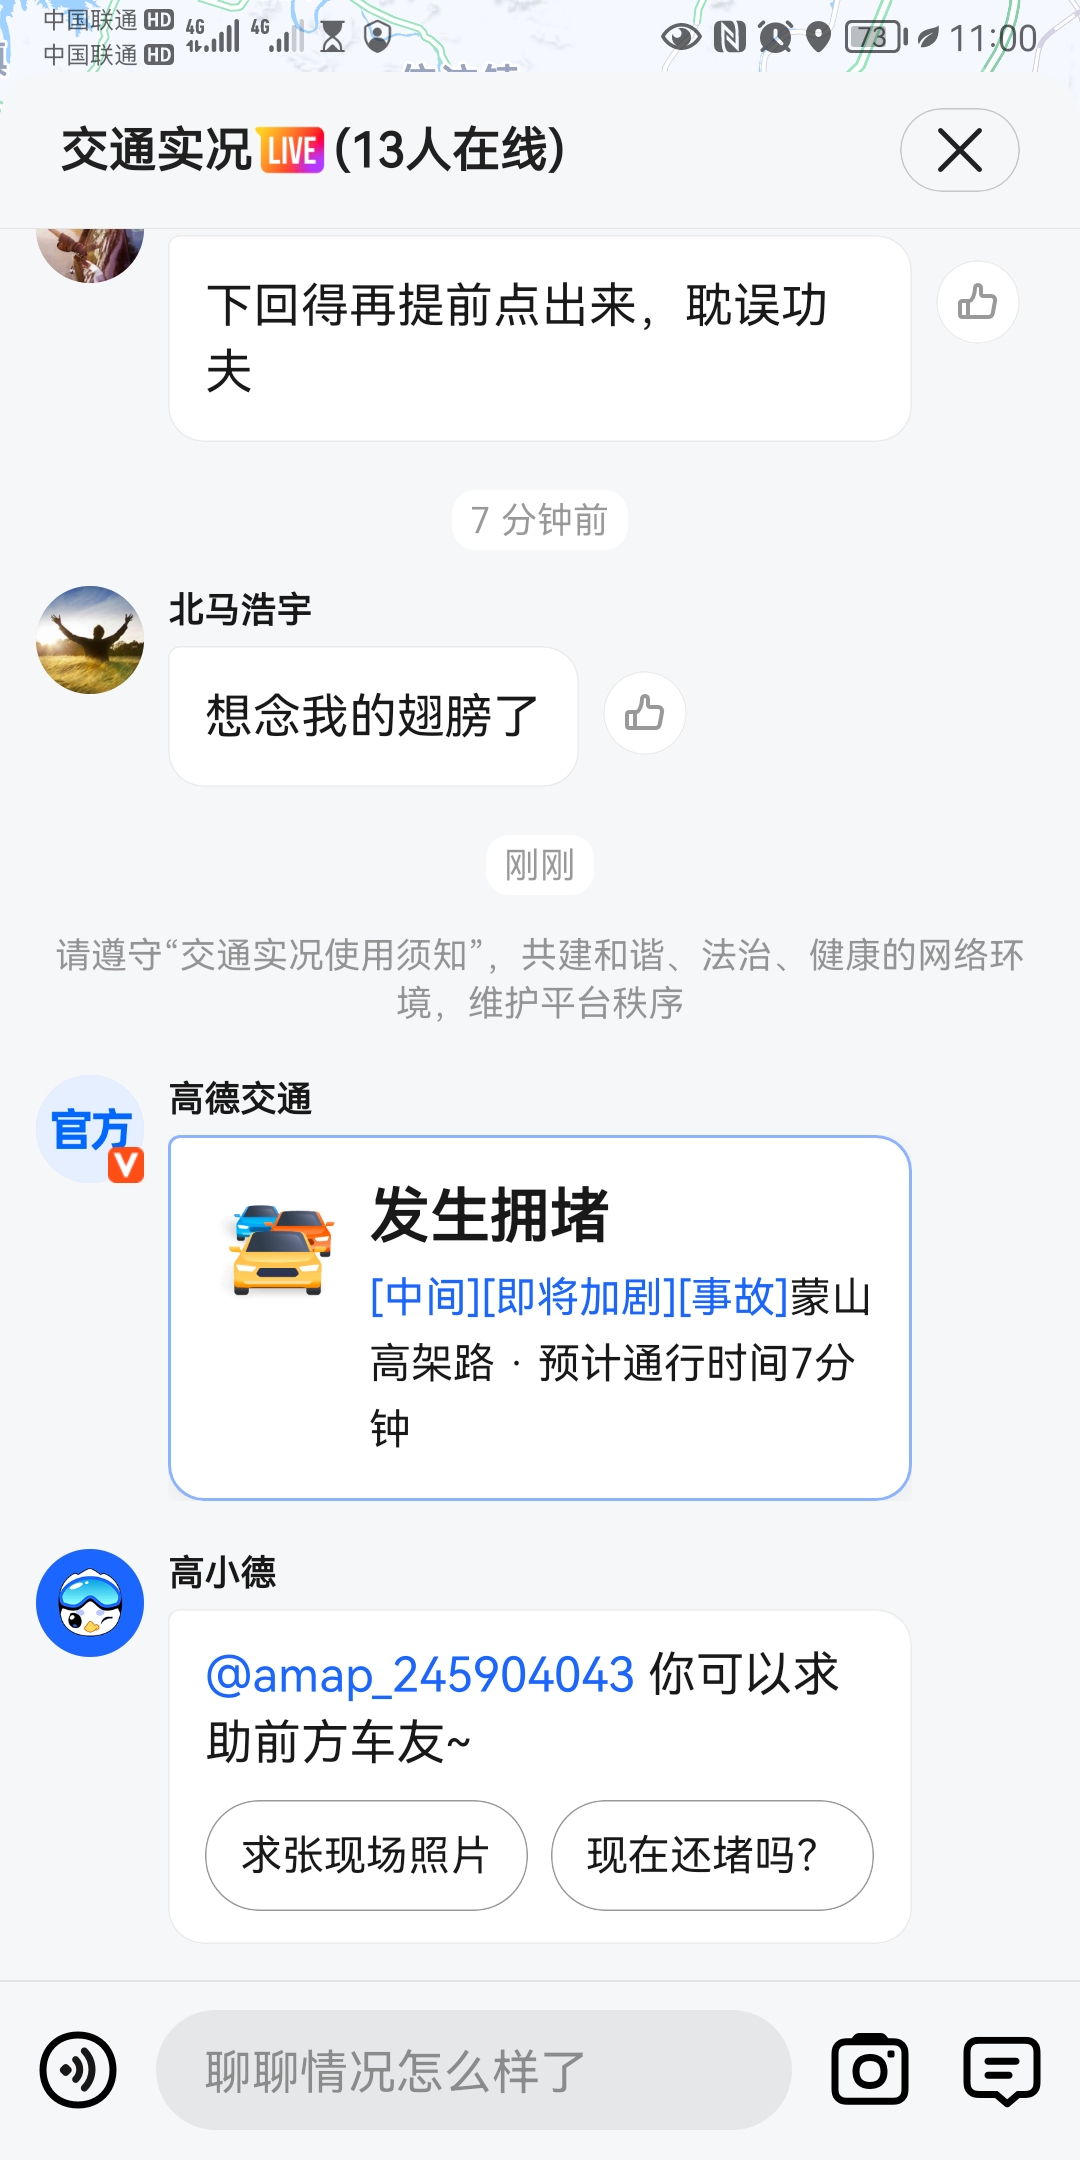 中国联通 HD 4G 4G 73 11:00
中国联通 HD
交通实况 LIVE (13人在线)
下回得再提前点出来，耽误功
夫
7 分钟前
北马浩宇
想念我的翅膀了
刚刚
请遵守“交通实况使用须知”，共建和谐、法治、健康的网络环
境，维护平台秩序
官方
V
高德交通
发生拥堵
[中间][即将加剧][事故]蒙山
高架路 · 预计通行时间7分
钟
高小德
@amap_245904043 你可以求
助前方车友~
求张现场照片 现在还堵吗？
聊聊情况怎么样了